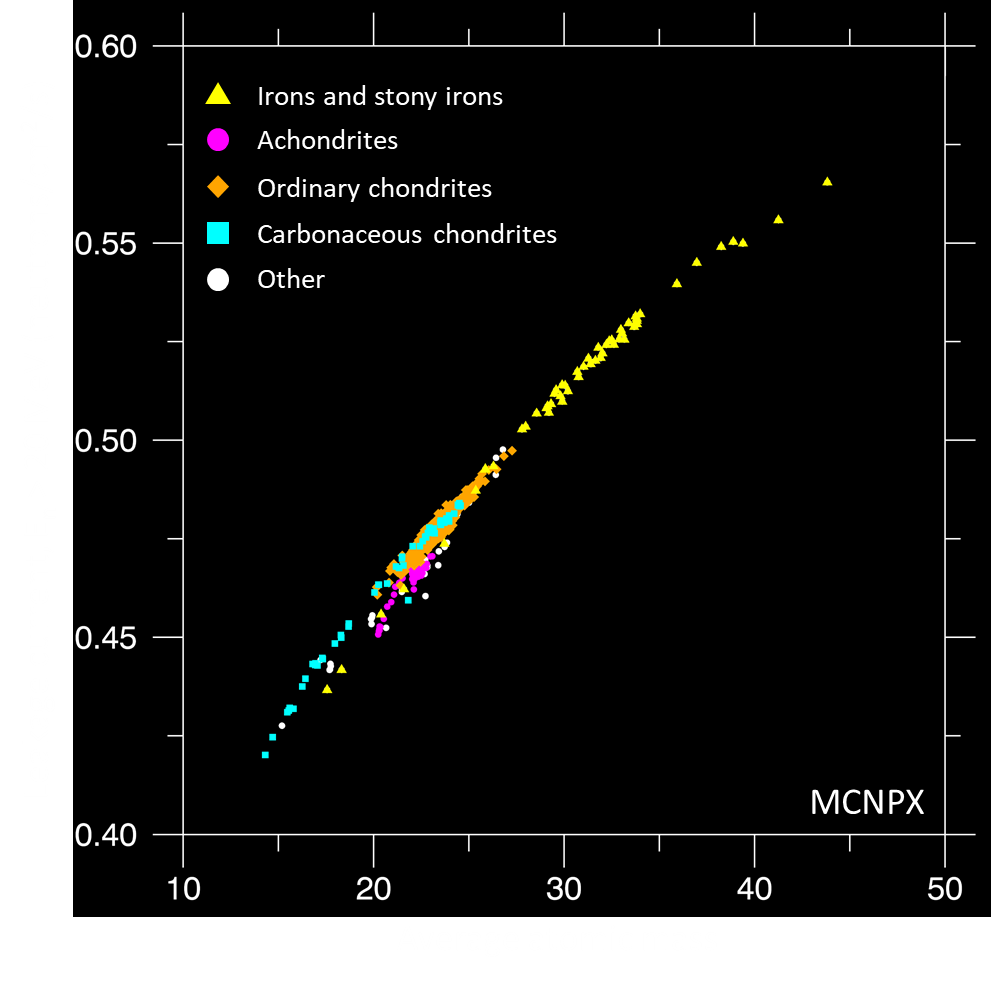 0.60
Irons and stony irons
Achondrites
Ordinary chondrites
0.55
Carbonaceous chondrites
Other
0.50
0.45
MCNPX
0.40
10 20 30 40 50